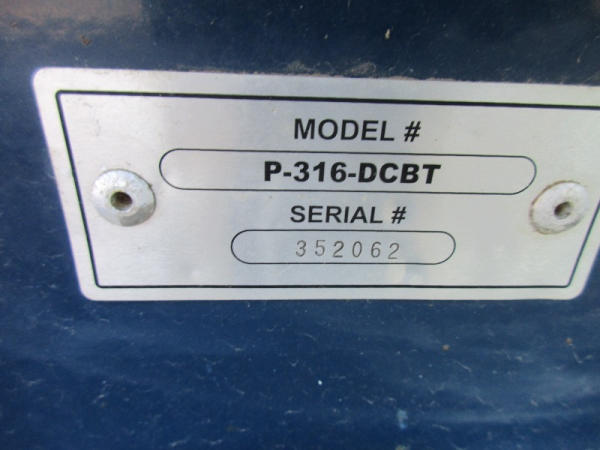 MODEL #
P-316-DCBT
SERIAL #
352062